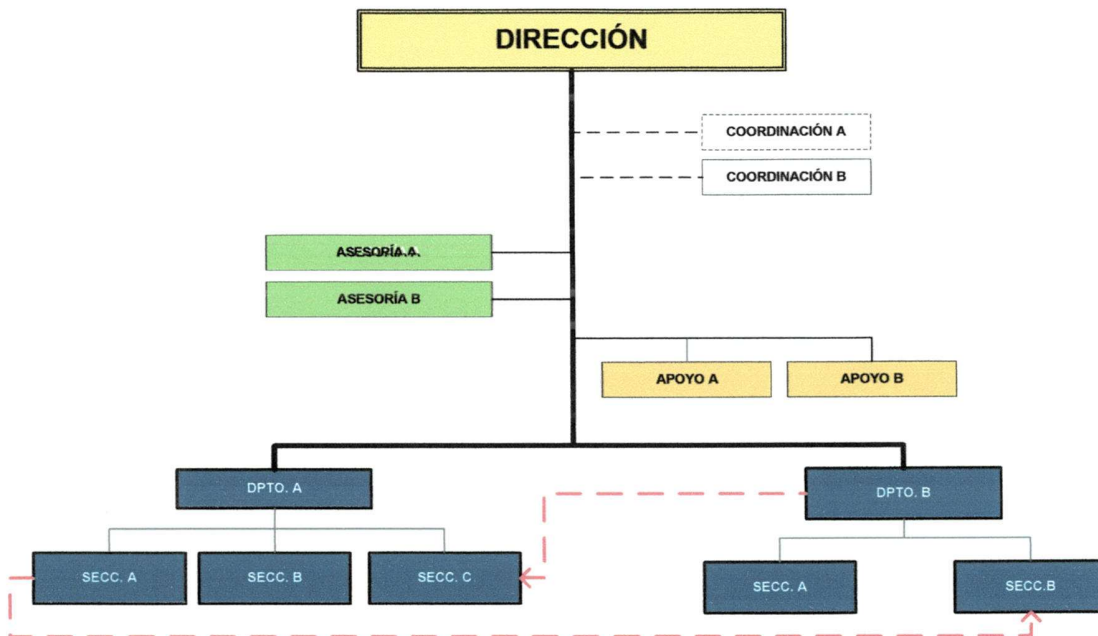 DIRECCIÓN
COORDINACIÓN A
COORDINACIÓN B
ASESORÍA.A.
ASESORÍA B
APOYO A
APOYO B
DPTO. A
DPTO. B
SECC. A
SECC. B
SECC. C
SECC. A
SECC.B